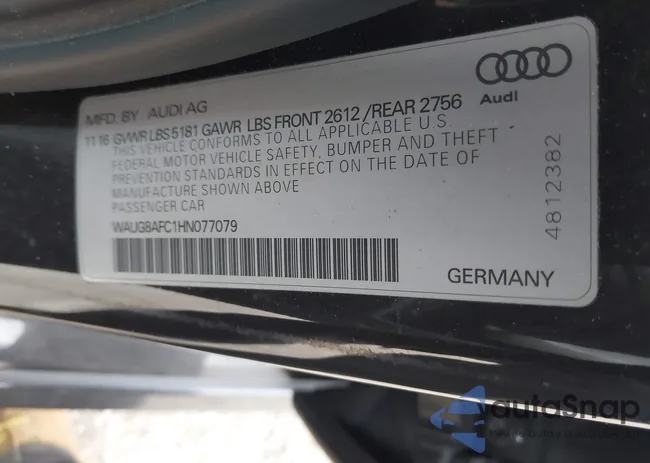 MFD. BY AUDI AG
11 16 GVWR LBS 5181 GAWR LBS FRONT 2612 /REAR 2756
THIS VEHICLE CONFORMS TO ALL APPLICABLE U.S.
FEDERAL MOTOR VEHICLE SAFETY, BUMPER AND THEFT
PREVENTION STANDARDS IN EFFECT ON THE DATE OF
MANUFACTURE SHOWN ABOVE
PASSENGER CAR
WAUG8AFC1HN077079
Audi
4812382
GERMANY
autoSnap